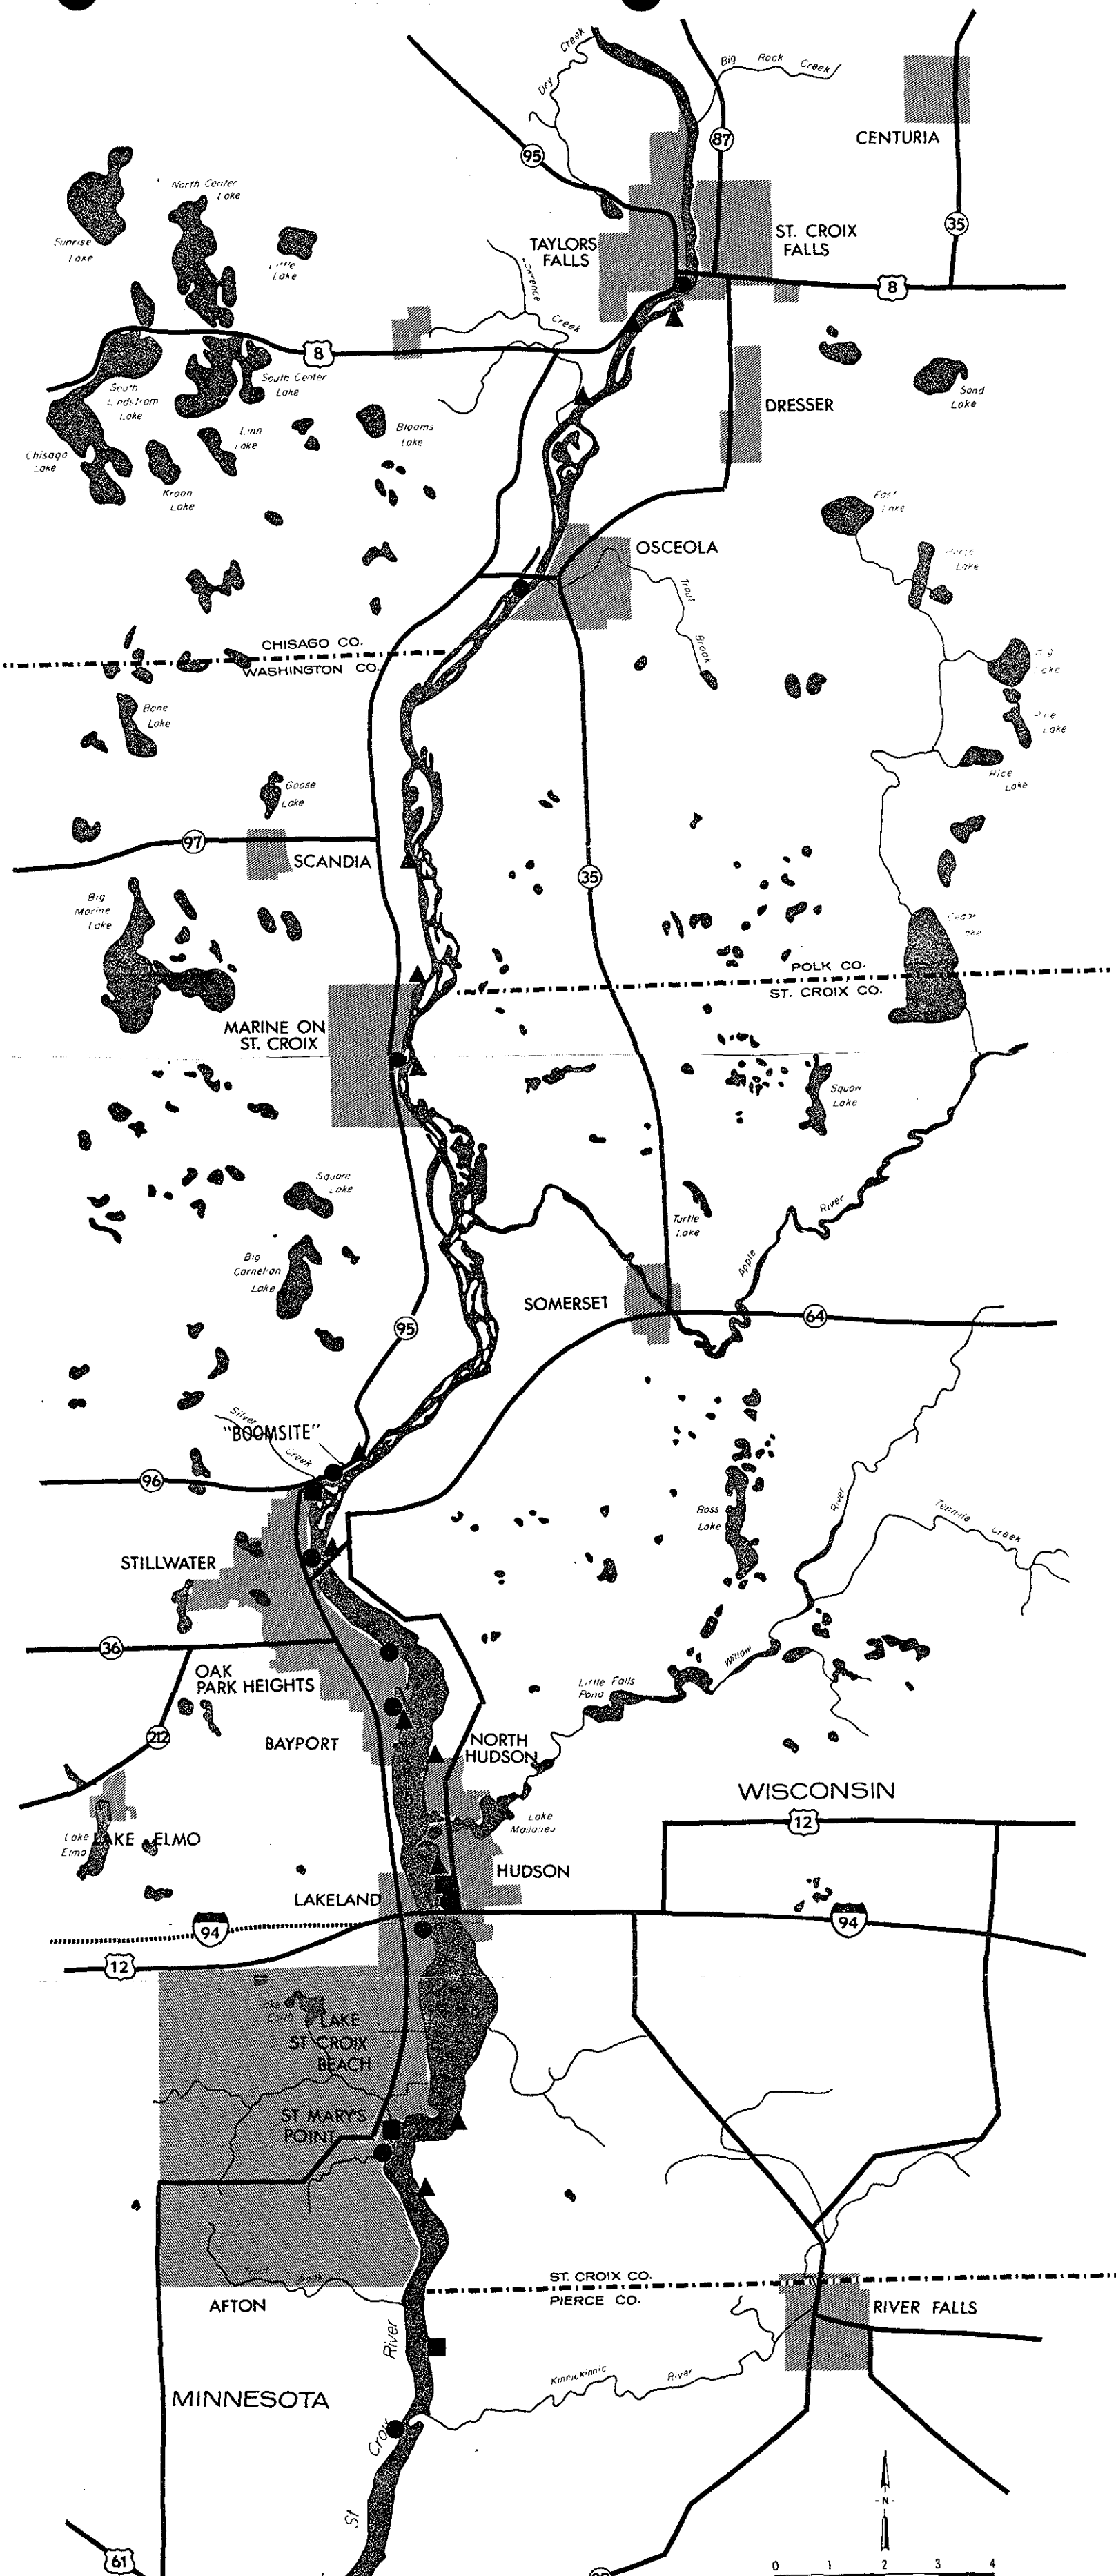 Dry Creek
Big Rock Creek
CENTURIA
95
87
35
North Center
Lake
Sunrise
Lake
Little
Lake
TAYLORS
FALLS
ST. CROIX
FALLS
8
Lawrence
Creek
8
South
Lindstrom
Lake
South Center
Lake
Sand
Lake
DRESSER
Linn
Lake
Blooms
Lake
Chisago
Lake
Kroon
Lake
East
Lake
OSCEOLA
Horse
Lake
Trout
Brook
CHISAGO CO.
WASHINGTON CO.
Big
Lake
Bone
Lake
Pine
Lake
Rice
Lake
Goose
Lake
97
SCANDIA
35
Big
Marine
Lake
Cedar
Lake
POLK CO.
ST. CROIX CO.
MARINE ON
ST. CROIX
Squaw
Lake
Square
Lake
Turtle
Lake
Apple River
Big
Carnelian
Lake
SOMERSET
64
95
Silver
"BOOMSITE"
Creek
96
Bass
Lake
River
Tenmile Creek
STILLWATER
36
OAK
PARK HEIGHTS
Willow
Little Falls
Pond
212
BAYPORT
NORTH
HUDSON
WISCONSIN
12
Lake
Mallalieu
Lake
Elmo
LAKE ELMO
HUDSON
LAKELAND
94
94
12
Lake
Edith
LAKE
ST CROIX
BEACH
ST MARY'S
POINT
Trout Brook
ST. CROIX CO.
PIERCE CO.
AFTON
RIVER FALLS
River
Kinnickinnic River
MINNESOTA
Croix
St
-N-
61
0 1 2 3 4